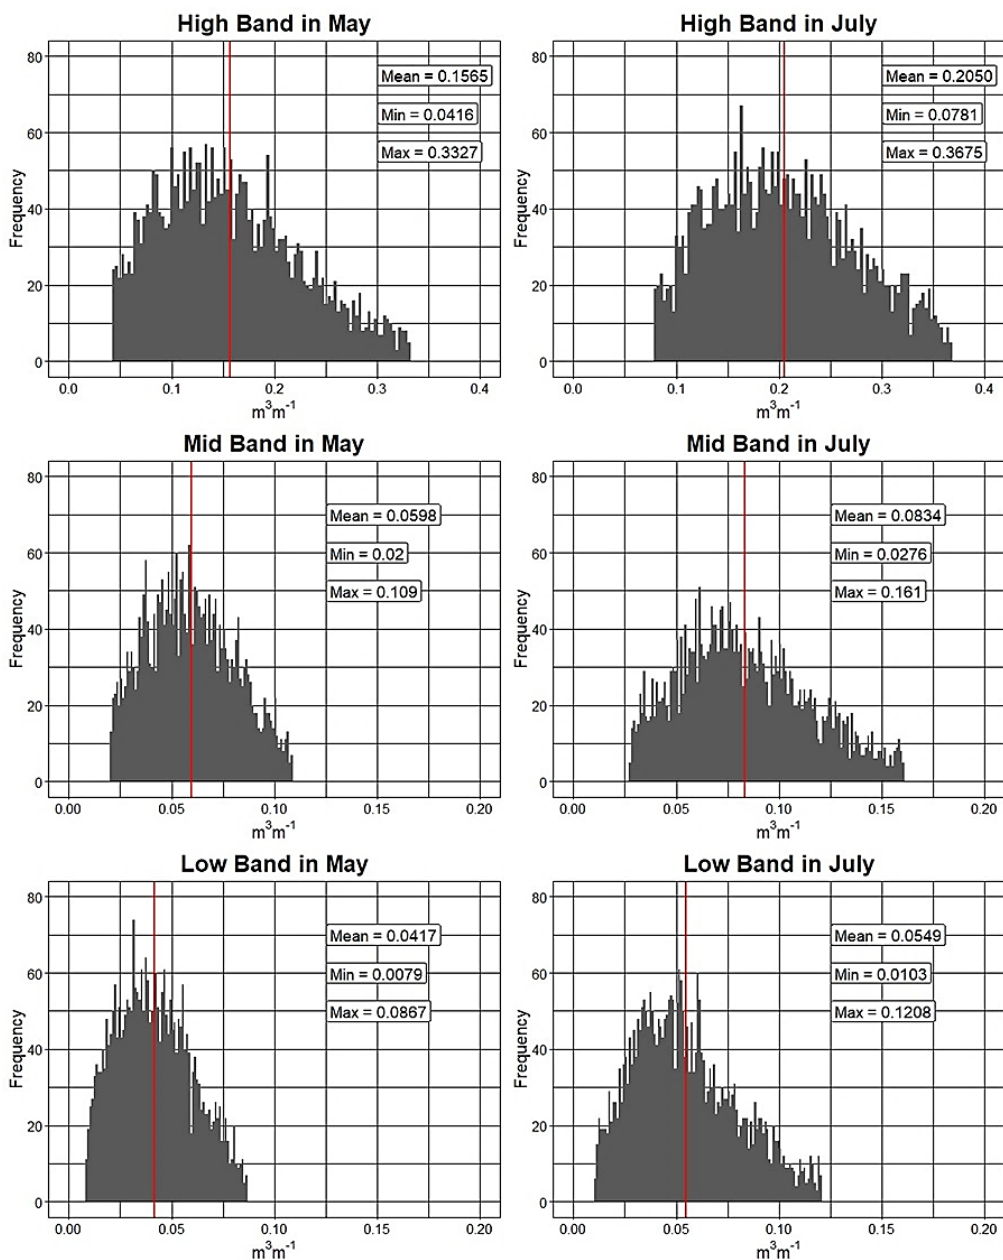 High Band in May
Mean = 0.1565
Min = 0.0416
Max = 0.3327
Frequency
80
60
40
20
0
0.0 0.1 0.2 0.3 0.4
m³m⁻¹
High Band in July
Mean = 0.2050
Min = 0.0781
Max = 0.3675
Frequency
80
60
40
20
0
0.0 0.1 0.2 0.3 0.4
m³m⁻¹
Mid Band in May
Mean = 0.0598
Min = 0.02
Max = 0.109
Frequency
80
60
40
20
0
0.00 0.05 0.10 0.15 0.20
m³m⁻¹
Mid Band in July
Mean = 0.0834
Min = 0.0276
Max = 0.161
Frequency
80
60
40
20
0
0.00 0.05 0.10 0.15 0.20
m³m⁻¹
Low Band in May
Mean = 0.0417
Min = 0.0079
Max = 0.0867
Frequency
80
60
40
20
0
0.00 0.05 0.10 0.15 0.20
m³m⁻¹
Low Band in July
Mean = 0.0549
Min = 0.0103
Max = 0.1208
Frequency
80
60
40
20
0
0.00 0.05 0.10 0.15 0.20
m³m⁻¹